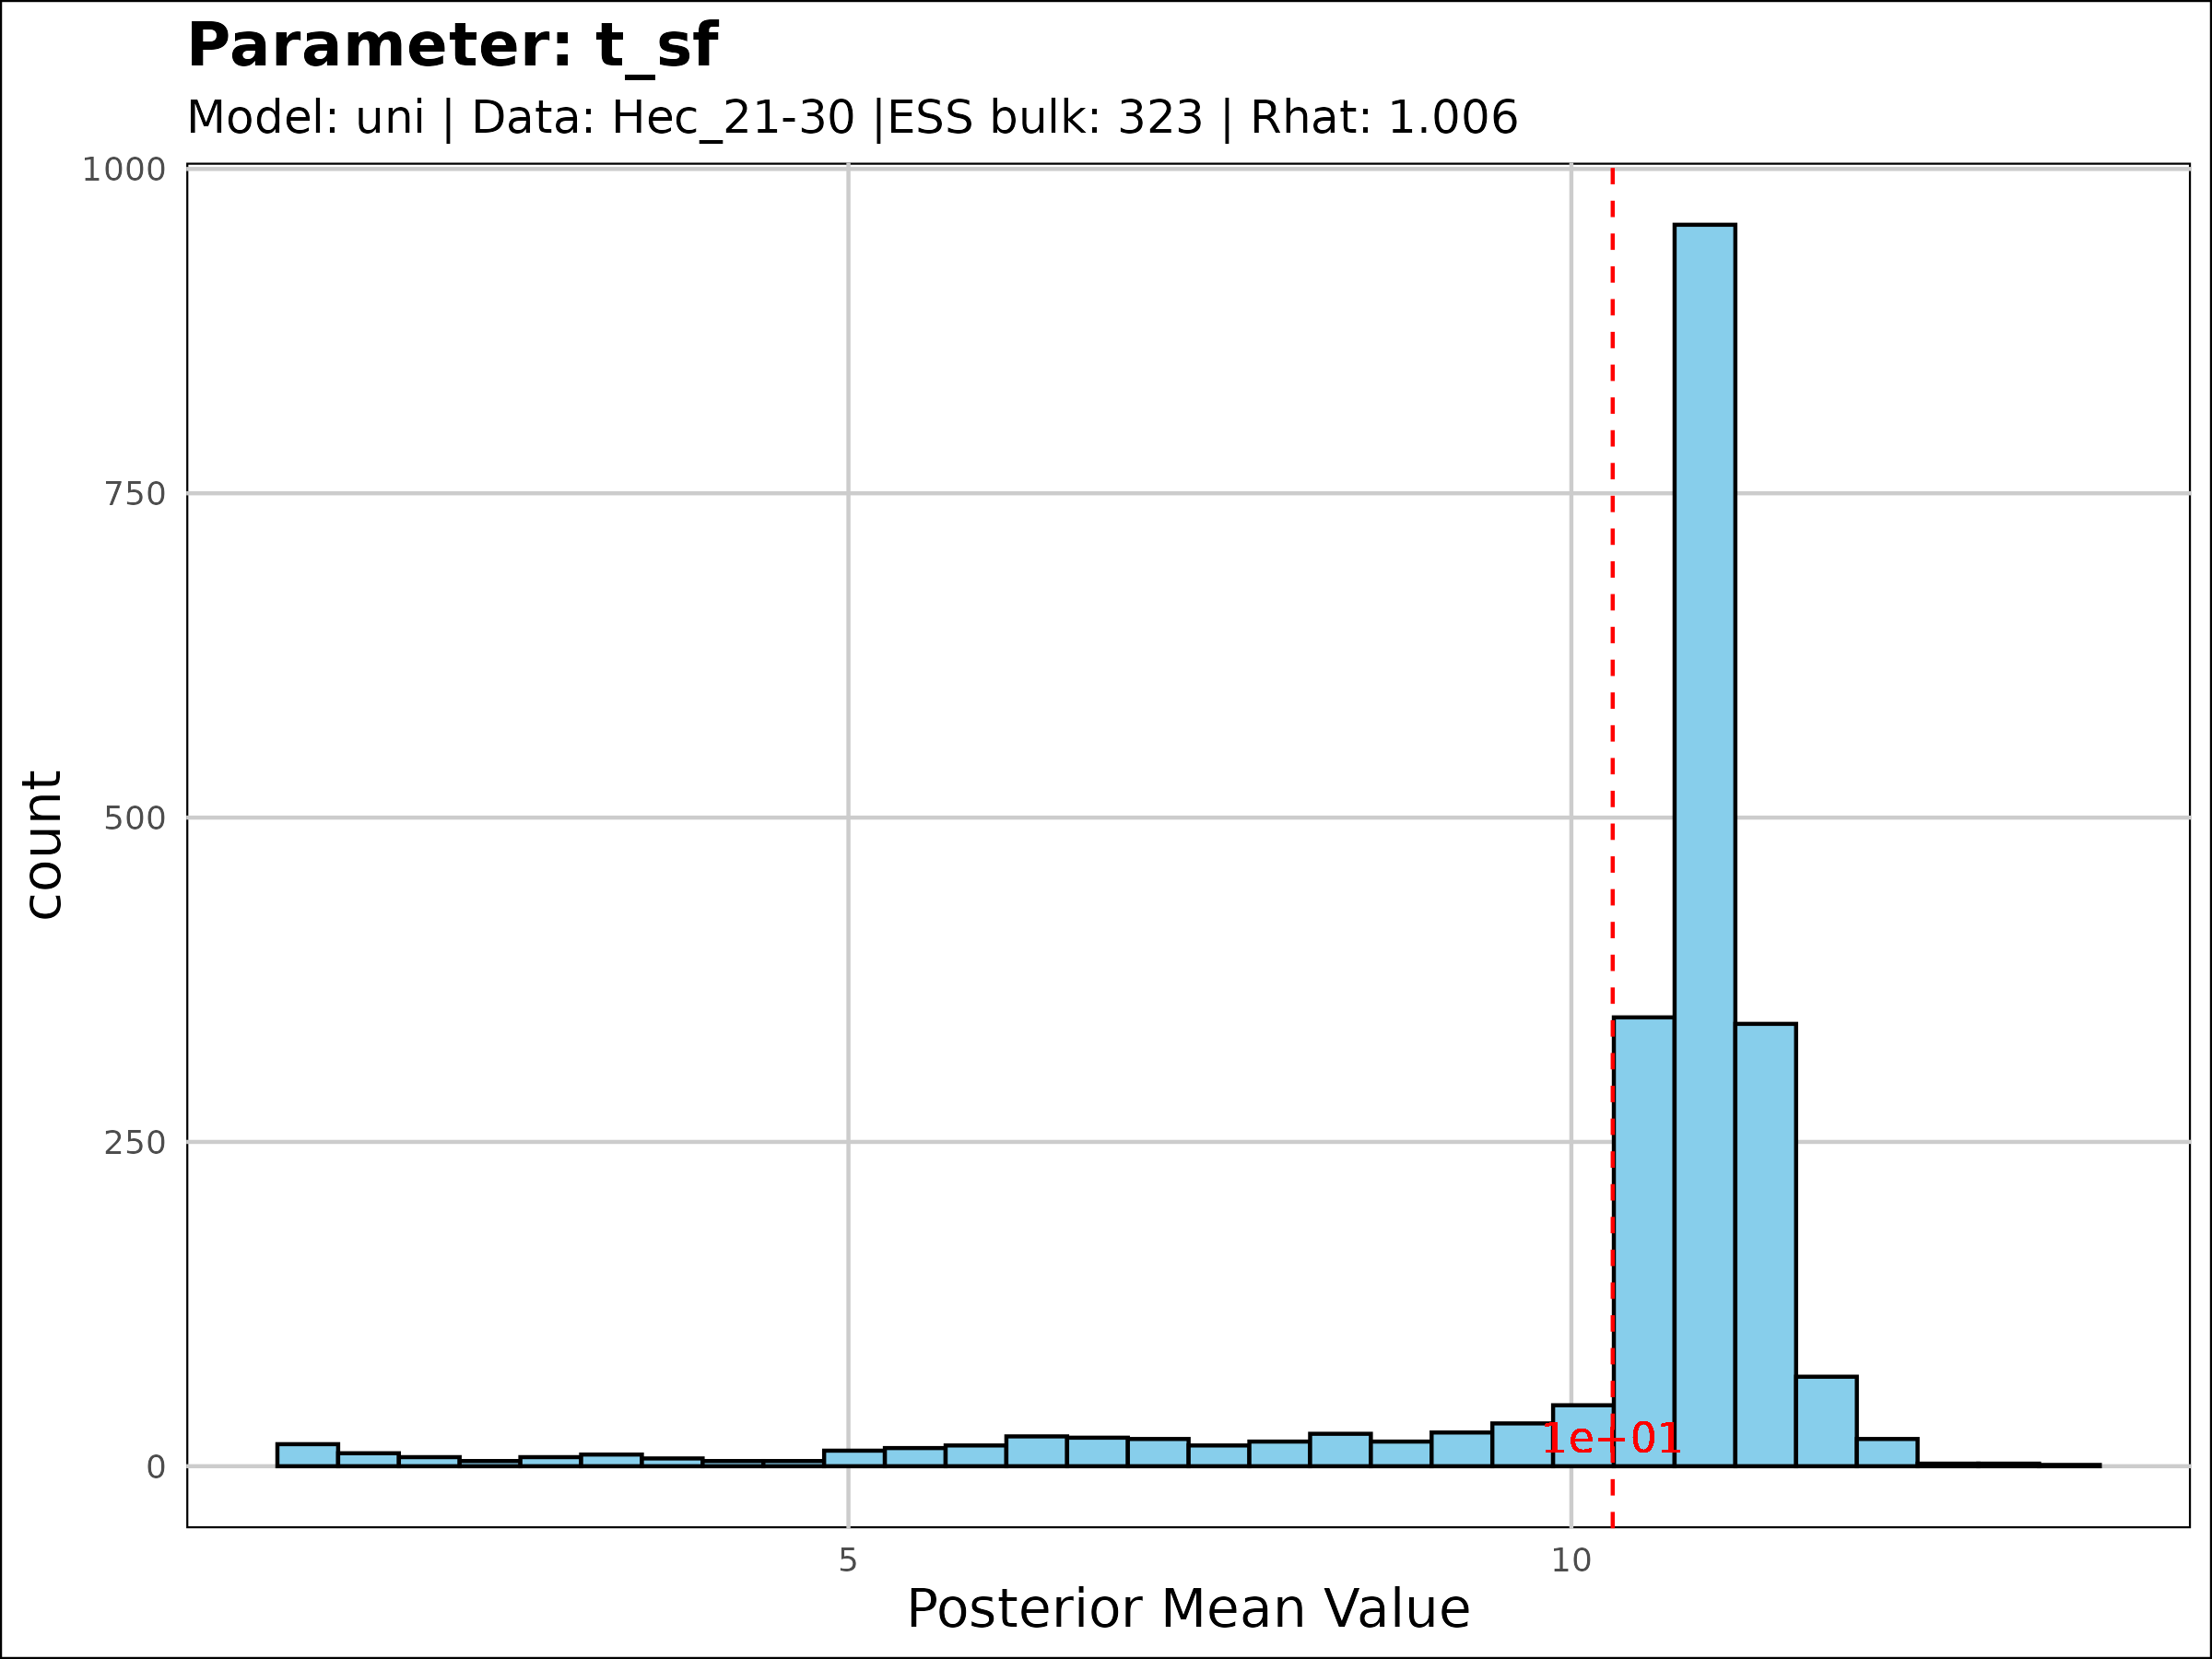 Parameter: t_sf
Model: uni | Data: Hec_21-30 |ESS bulk: 323 | Rhat: 1.006
1000
750
500
250
0
count
1e+01
5 10
Posterior Mean Value